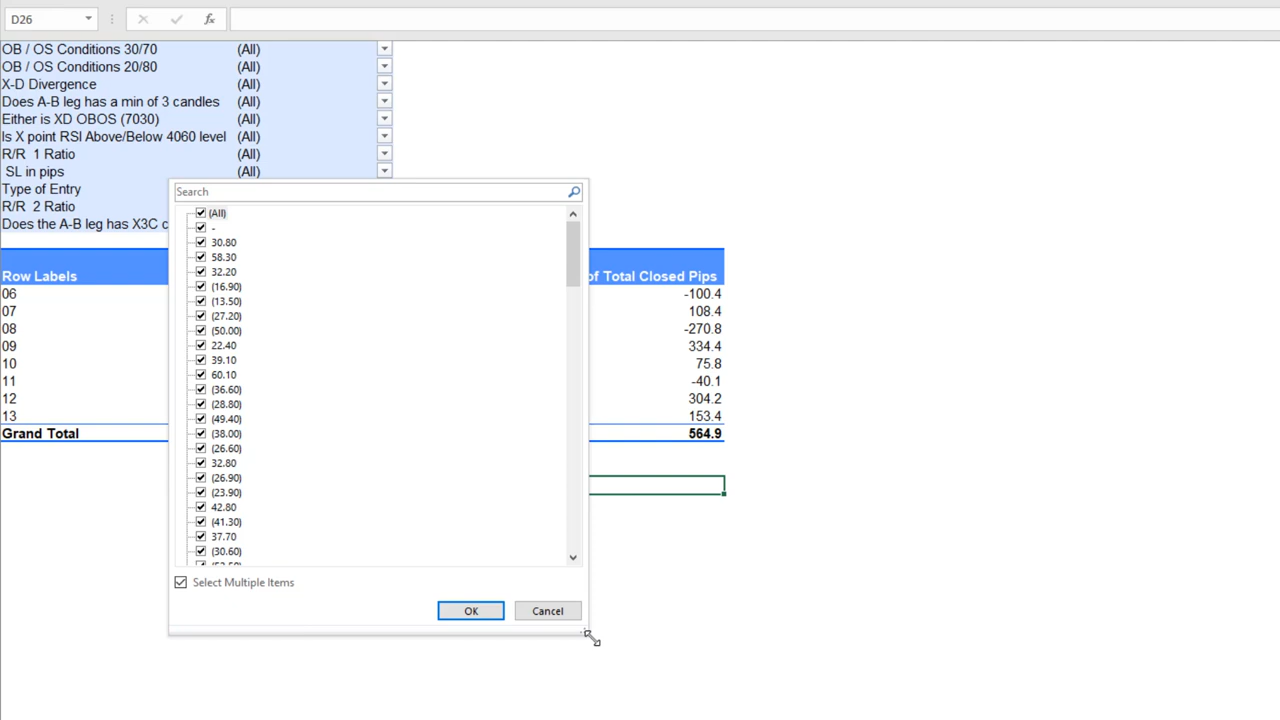 D26
fx
OB / OS Conditions 30/70 (All)
OB / OS Conditions 20/80 (All)
X-D Divergence (All)
Does A-B leg has a min of 3 candles (All)
Either is XD OBOS (7030) (All)
Is X point RSI Above/Below 4060 level (All)
R/R 1 Ratio (All)
SL in pips (All)
Type of Entry
R/R 2 Ratio
Does the A-B leg has X3C
Search
(All)
-
30.80
58.30
32.20
(16.90)
(13.50)
(27.20)
(50.00)
22.40
39.10
60.10
(36.60)
(28.80)
(49.40)
(38.00)
(26.60)
32.80
(26.90)
(23.90)
42.80
(41.30)
37.70
(30.60)
Select Multiple Items
OK Cancel
Row Labels of Total Closed Pips
06 -100.4
07 108.4
08 -270.8
09 334.4
10 75.8
11 -40.1
12 304.2
13 153.4
Grand Total 564.9